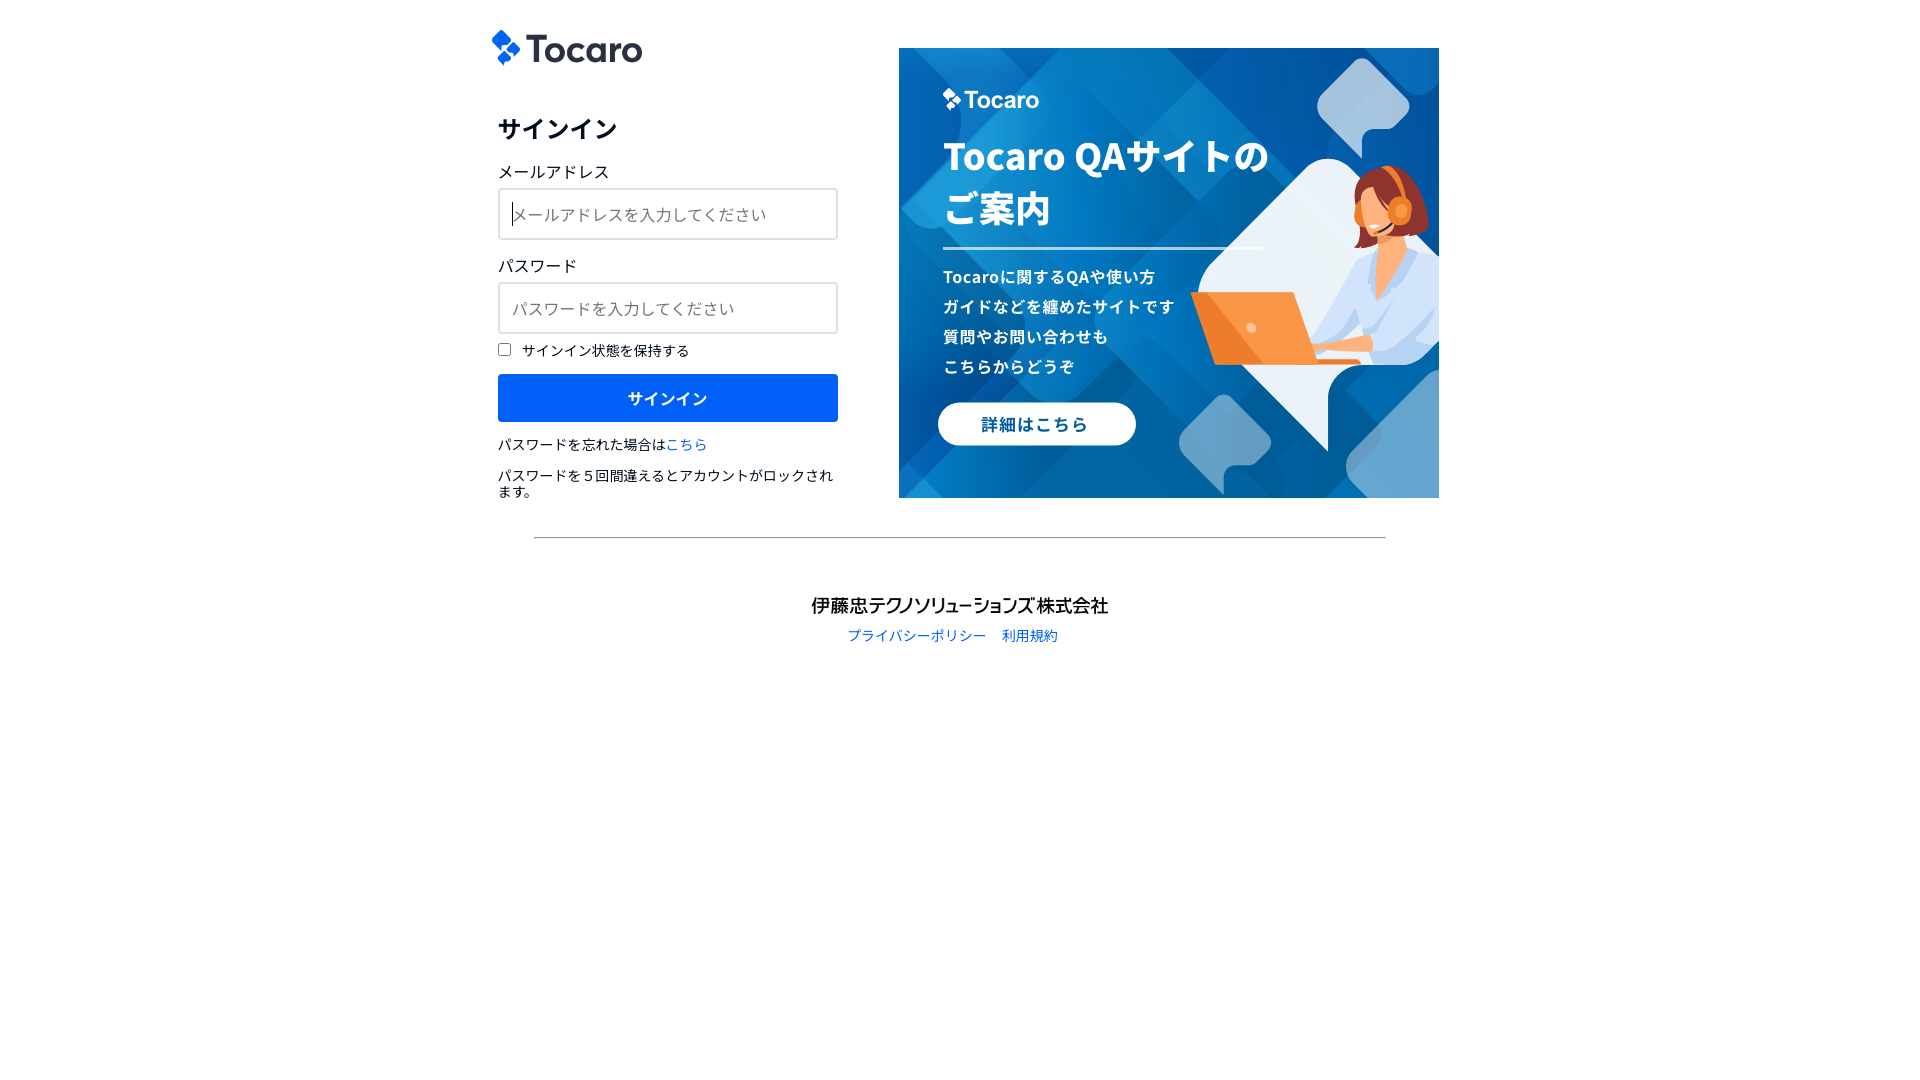 Tocaro
サインイン
メールアドレス
メールアドレスを入力してください
パスワード
パスワードを入力してください
サインイン状態を保持する
サインイン
パスワードを忘れた場合はこちら
パスワードを５回間違えるとアカウントがロックされ
ます。
Tocaro
Tocaro QAサイトの
ご案内
Tocaroに関するQAや使い方
ガイドなどを纏めたサイトです
質問やお問い合わせも
こちらからどうぞ
詳細はこちら
伊藤忠テクノソリューションズ株式会社
プライバシーポリシー 利用規約